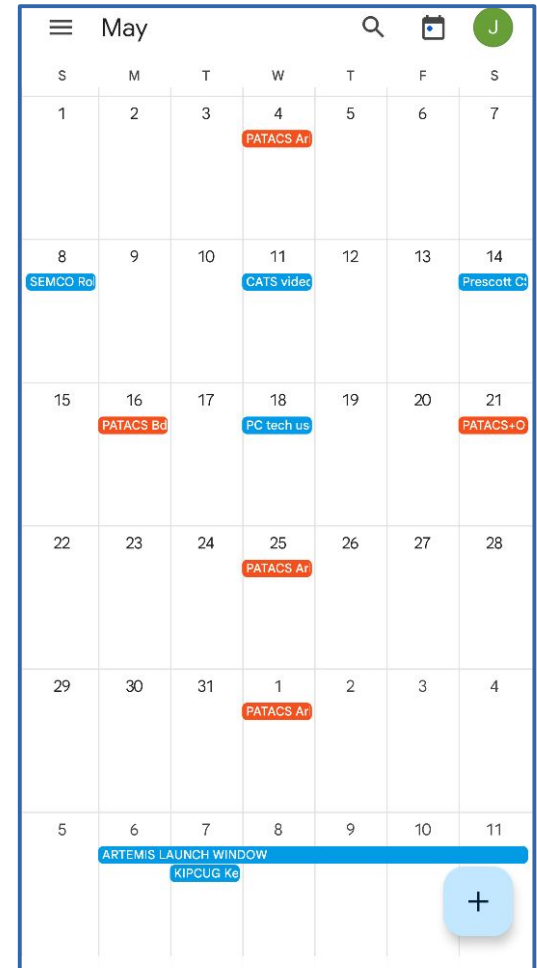 May
J
S M T W T F S
1 2 3 4 5 6 7
PATACS Ar
8 9 10 11 12 13 14
SEMCO Rol CATS videc Prescott C
15 16 17 18 19 20 21
PATACS Bd PC tech us PATACS+O
22 23 24 25 26 27 28
PATACS Ar
29 30 31 1 2 3 4
PATACS Ar
5 6 7 8 9 10 11
ARTEMIS LAUNCH WINDOW
KIPCUG Ke
+